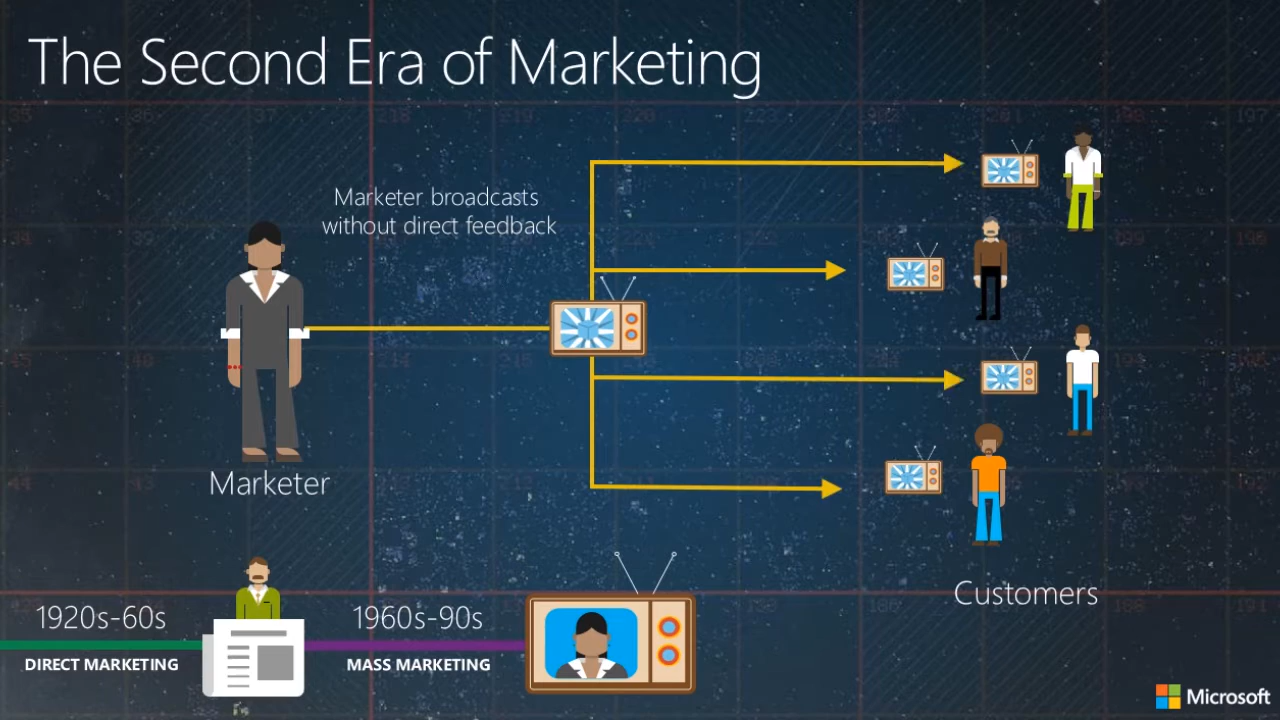 The Second Era of Marketing
Marketer broadcasts
without direct feedback
Marketer
Customers
1920s-60s
DIRECT MARKETING
1960s-90s
MASS MARKETING
Microsoft